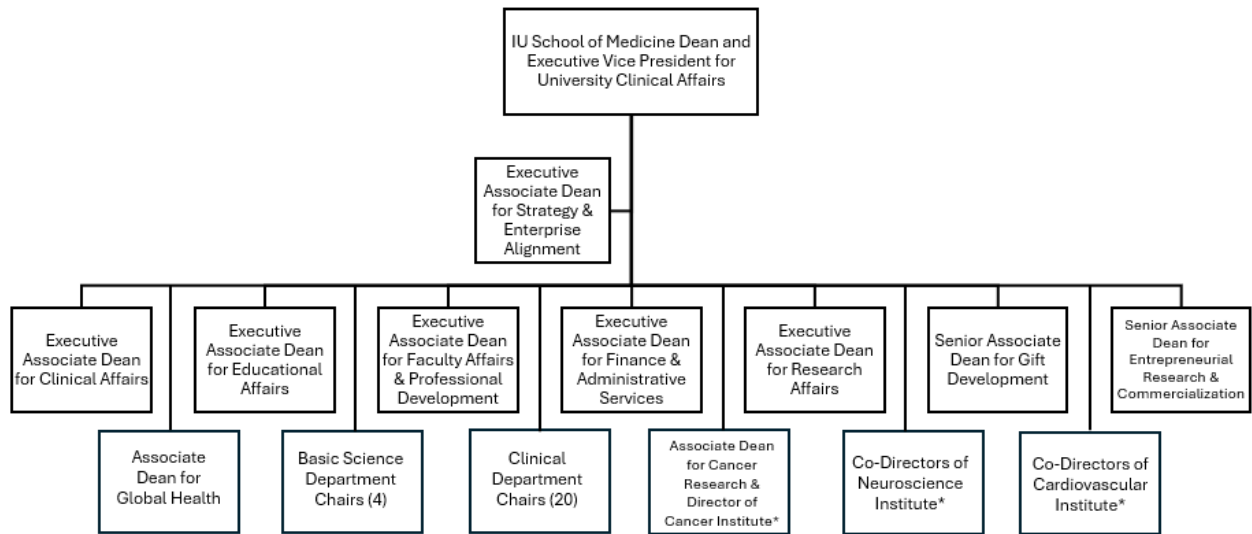 IU School of Medicine Dean and
Executive Vice President for
University Clinical Affairs
Executive
Associate Dean
for Strategy &
Enterprise
Alignment
Executive
Associate Dean
for Clinical Affairs
Executive
Associate Dean
for Educational
Affairs
Executive
Associate Dean
for Faculty Affairs
& Professional
Development
Executive
Associate Dean
for Finance &
Administrative
Services
Executive
Associate Dean
for Research
Affairs
Senior Associate
Dean for Gift
Development
Senior Associate
Dean for
Entrepreneurial
Research &
Commercialization
Associate
Dean for
Global Health
Basic Science
Department
Chairs (4)
Clinical
Department
Chairs (20)
Associate Dean
for Cancer
Research &
Director of
Cancer Institute*
Co-Directors of
Neuroscience
Institute*
Co-Directors of
Cardiovascular
Institute*